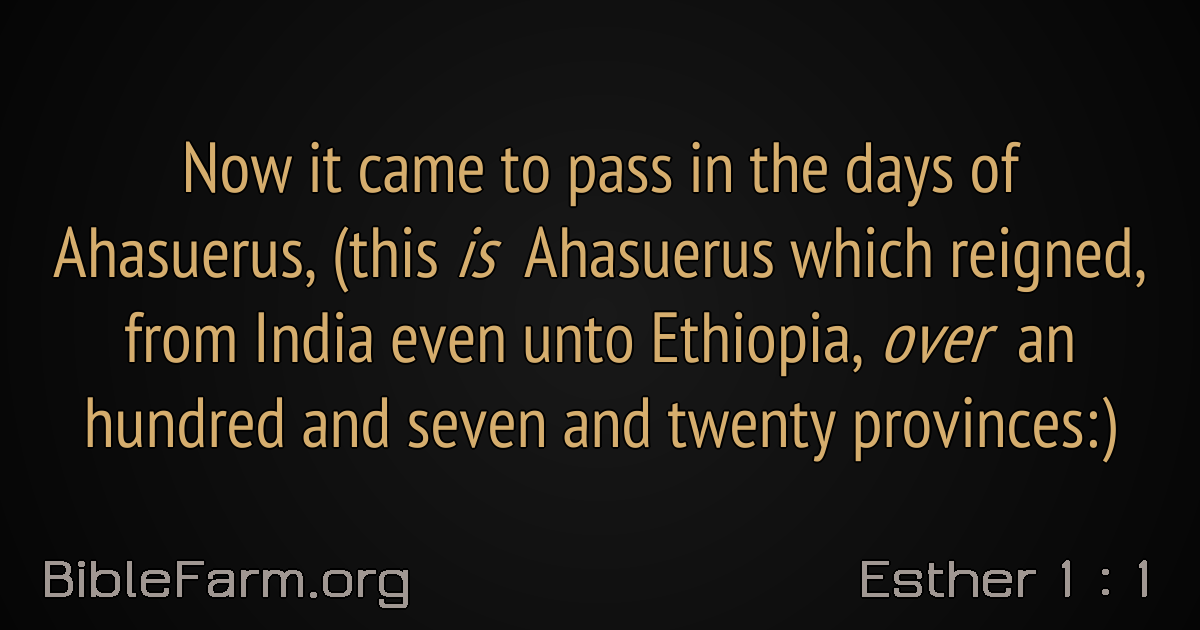 Now it came to pass in the days of
Ahasuerus, (this is Ahasuerus which reigned,
from India even unto Ethiopia, over an
hundred and seven and twenty provinces:)
BibleFarm.org
Esther 1 : 1